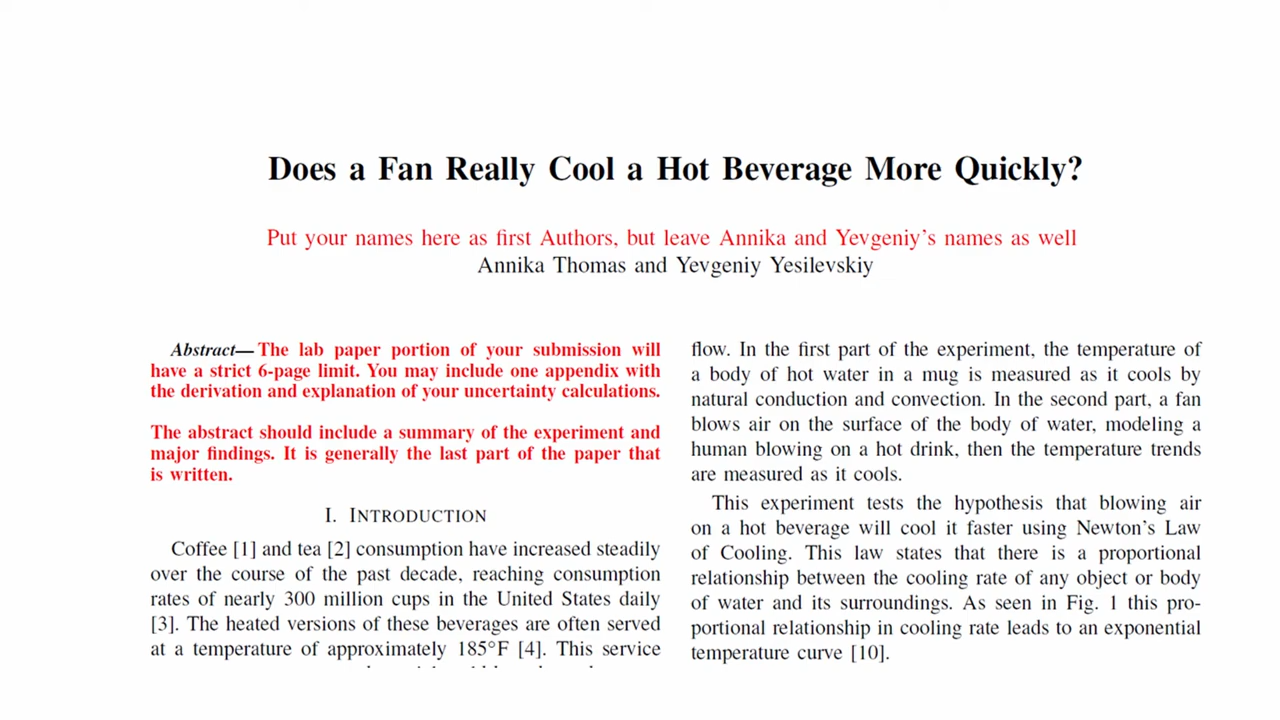 Does a Fan Really Cool a Hot Beverage More Quickly?
Put your names here as first Authors, but leave Annika and Yevgeniy's names as well
Annika Thomas and Yevgeniy Yesilevskiy
Abstract— The lab paper portion of your submission will
have a strict 6-page limit. You may include one appendix with
the derivation and explanation of your uncertainty calculations.
The abstract should include a summary of the experiment and
major findings. It is generally the last part of the paper that
is written.
I. INTRODUCTION
Coffee [1] and tea [2] consumption have increased steadily
over the course of the past decade, reaching consumption
rates of nearly 300 million cups in the United States daily
[3]. The heated versions of these beverages are often served
at a temperature of approximately 185°F [4]. This service
flow. In the first part of the experiment, the temperature of
a body of hot water in a mug is measured as it cools by
natural conduction and convection. In the second part, a fan
blows air on the surface of the body of water, modeling a
human blowing on a hot drink, then the temperature trends
are measured as it cools.
This experiment tests the hypothesis that blowing air
on a hot beverage will cool it faster using Newton's Law
of Cooling. This law states that there is a proportional
relationship between the cooling rate of any object or body
of water and its surroundings. As seen in Fig. 1 this pro-
portional relationship in cooling rate leads to an exponential
temperature curve [10].